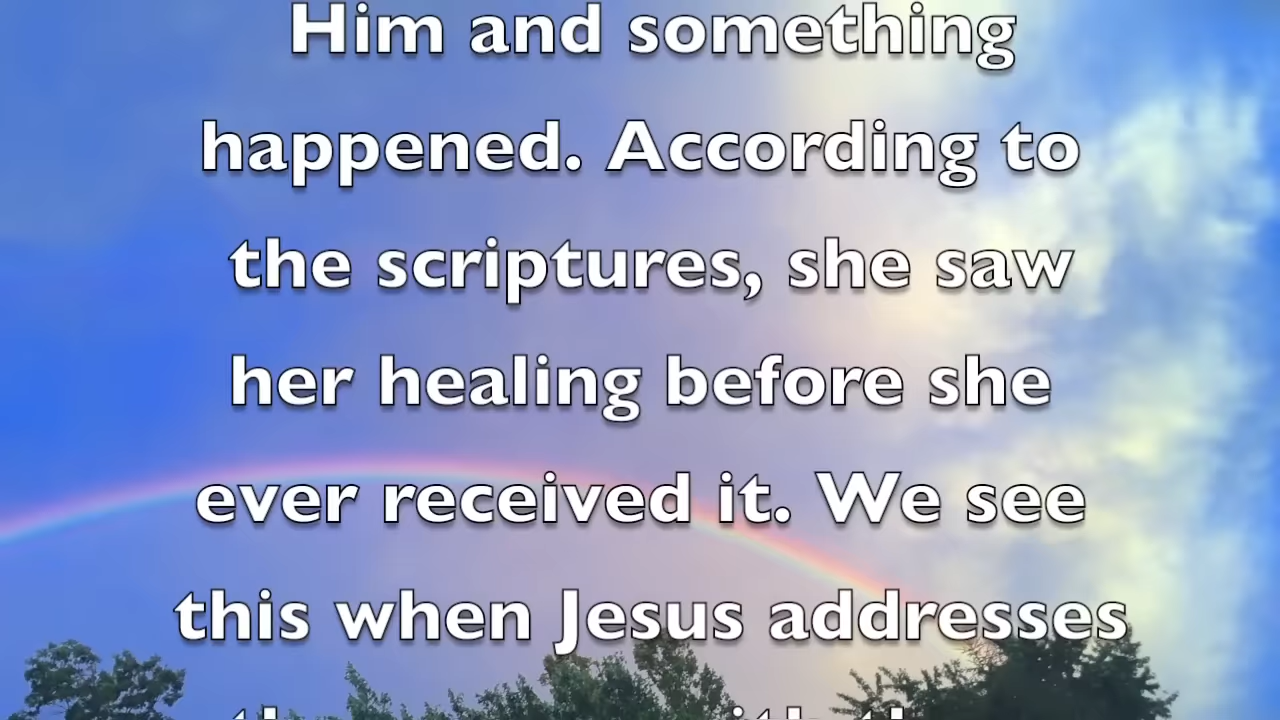 Him and something
happened. According to
the scriptures, she saw
her healing before she
ever received it. We see
this when Jesus addresses